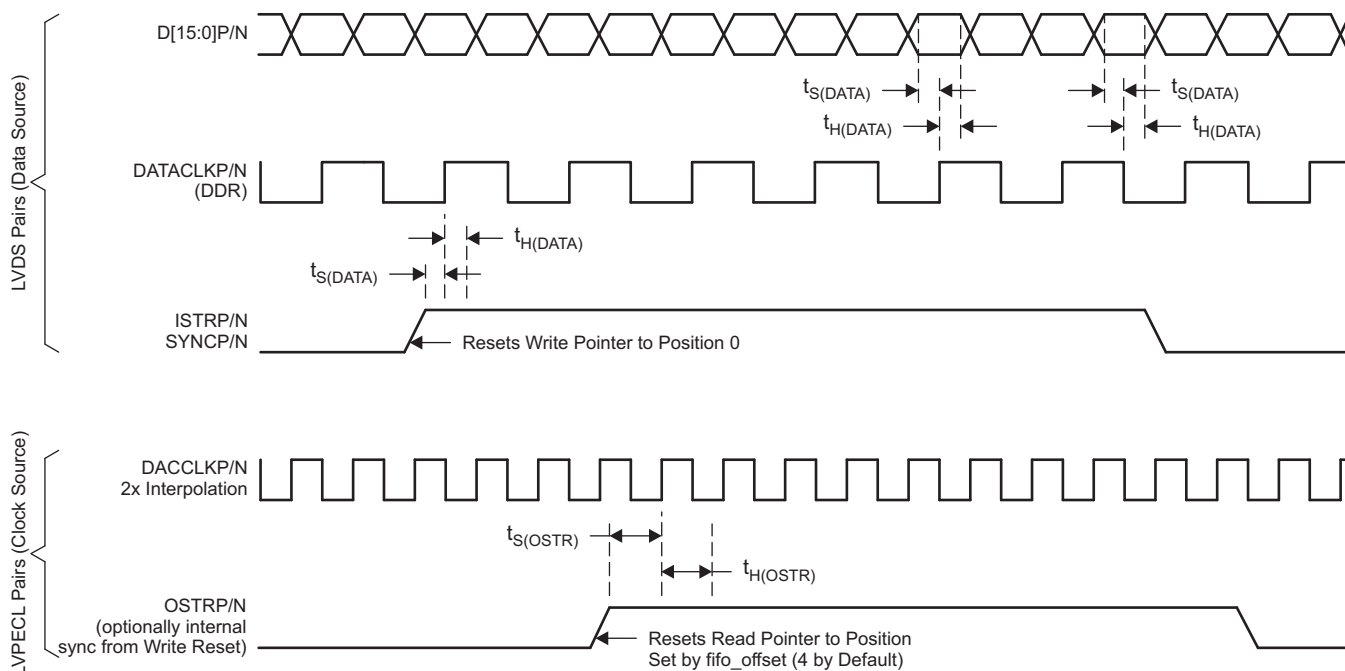 LVDS Pairs (Data Source)
D[15:0]P/N
tS(DATA)
tS(DATA)
tH(DATA)
tH(DATA)
DATACLKP/N
(DDR)
tH(DATA)
tS(DATA)
ISTRP/N
SYNCP/N
Resets Write Pointer to Position 0
LVPECL Pairs (Clock Source)
DACCLKP/N
2x Interpolation
tS(OSTR)
tH(OSTR)
OSTRP/N
(optionally internal
sync from Write Reset)
Resets Read Pointer to Position
Set by fifo_offset (4 by Default)